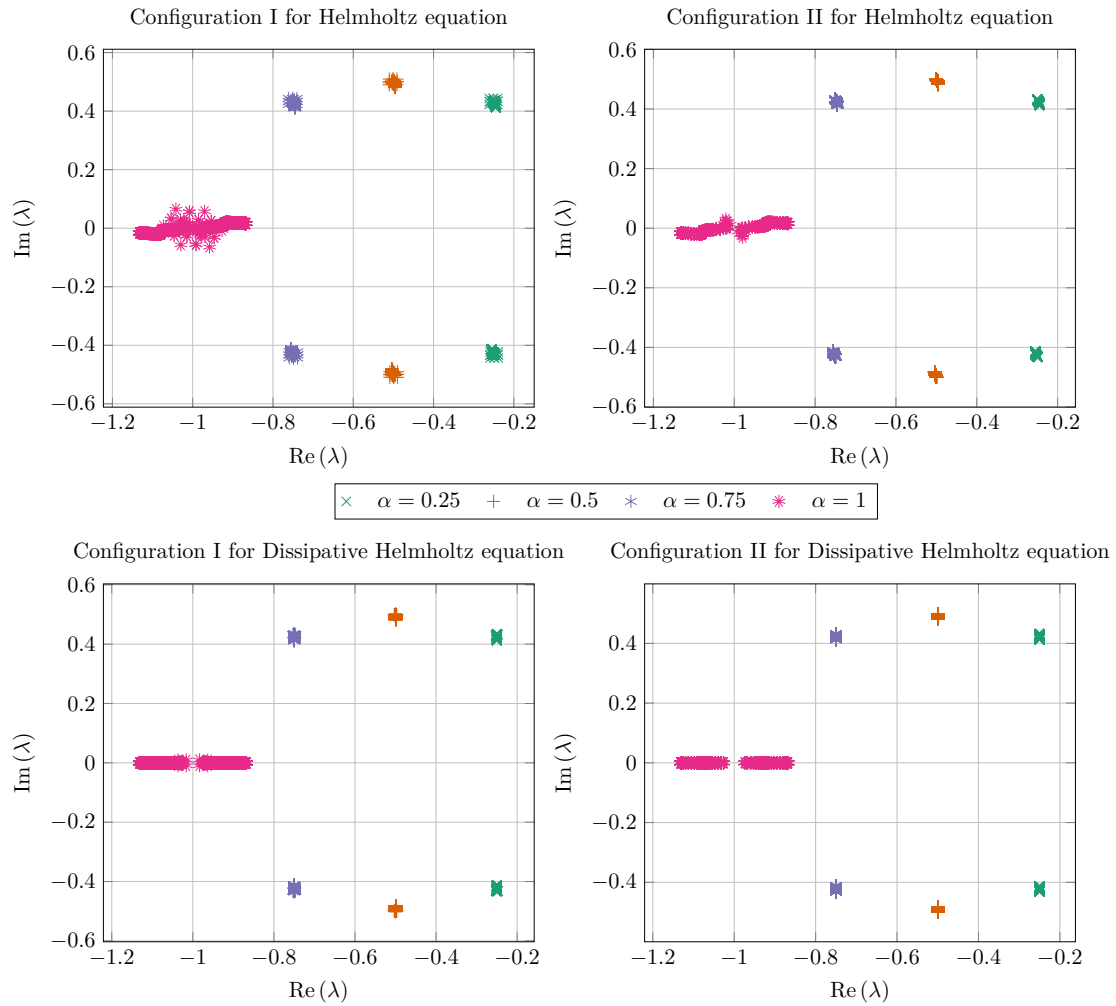 Configuration I for Helmholtz equation
Configuration II for Helmholtz equation
0.6
0.4
0.2
0
−0.2
−0.4
−0.6
Im (λ)
−1.2 −1 −0.8 −0.6 −0.4 −0.2
Re (λ)
0.6
0.4
0.2
0
−0.2
−0.4
−0.6
Im (λ)
−1.2 −1 −0.8 −0.6 −0.4 −0.2
Re (λ)
α = 0.25 α = 0.5 α = 0.75 α = 1
Configuration I for Dissipative Helmholtz equation
Configuration II for Dissipative Helmholtz equation
0.6
0.4
0.2
0
−0.2
−0.4
−0.6
Im (λ)
−1.2 −1 −0.8 −0.6 −0.4 −0.2
Re (λ)
0.4
0.2
0
−0.2
−0.4
Im (λ)
−1.2 −1 −0.8 −0.6 −0.4 −0.2
Re (λ)